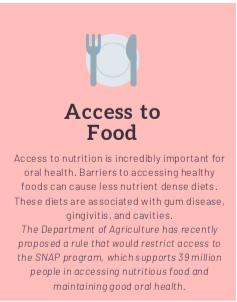 Access to
Food
Access to nutrition is incredibly important for
oral health. Barriers to accessing healthy
foods can cause less nutrient dense diets.
These diets are associated with gum disease,
gingivitis, and cavities.
The Department of Agriculture has recently
proposed a rule that would restrict access to
the SNAP program, which supports 39 million
people in accessing nutritious food and
maintaining good oral health.